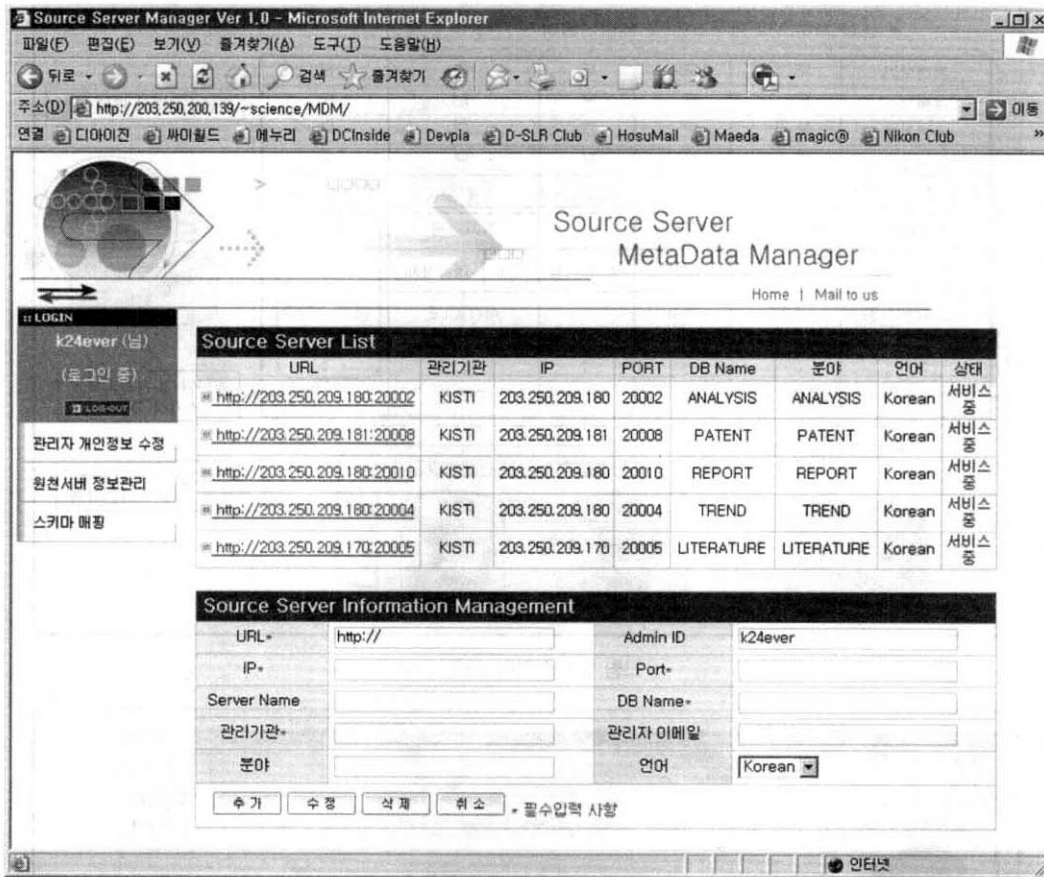 Source Server Manager Ver 1.0 - Microsoft Internet Explorer
파일(F) 편집(E) 보기(V) 즐겨찾기(A) 도구(T) 도움말(H)
뒤로 검색 즐겨찾기
주소(D) http://203.250.200.139/~science/MDM/ 이동
연결 디아이진 싸이월드 에누리 DCInside Devpia D-SLR Club HosuMail Maeda magic® Nikon Club »
Source Server
MetaData Manager
Home | Mail to us
:: LOGIN
k24ever (님)
(로그인 중)
LOG-OUT
관리자 개인정보 수정
원천서버 정보관리
스키마 매핑
Source Server List
URL 관리기관 IP PORT DB Name 분야 언어 상태
http://203.250.209.180:20002 KISTI 203.250.209.180 20002 ANALYSIS ANALYSIS Korean 서비스중
http://203.250.209.181:20008 KISTI 203.250.209.181 20008 PATENT PATENT Korean 서비스중
http://203.250.209.180:20010 KISTI 203.250.209.180 20010 REPORT REPORT Korean 서비스중
http://203.250.209.180:20004 KISTI 203.250.209.180 20004 TREND TREND Korean 서비스중
http://203.250.209.170:20005 KISTI 203.250.209.170 20005 LITERATURE LITERATURE Korean 서비스중
Source Server Information Management
URL* http:// Admin ID k24ever
IP* Port*
Server Name DB Name*
관리기관* 관리자 이메일
분야 언어 Korean
추가 수정 삭제 취소 * 필수입력 사항
인터넷